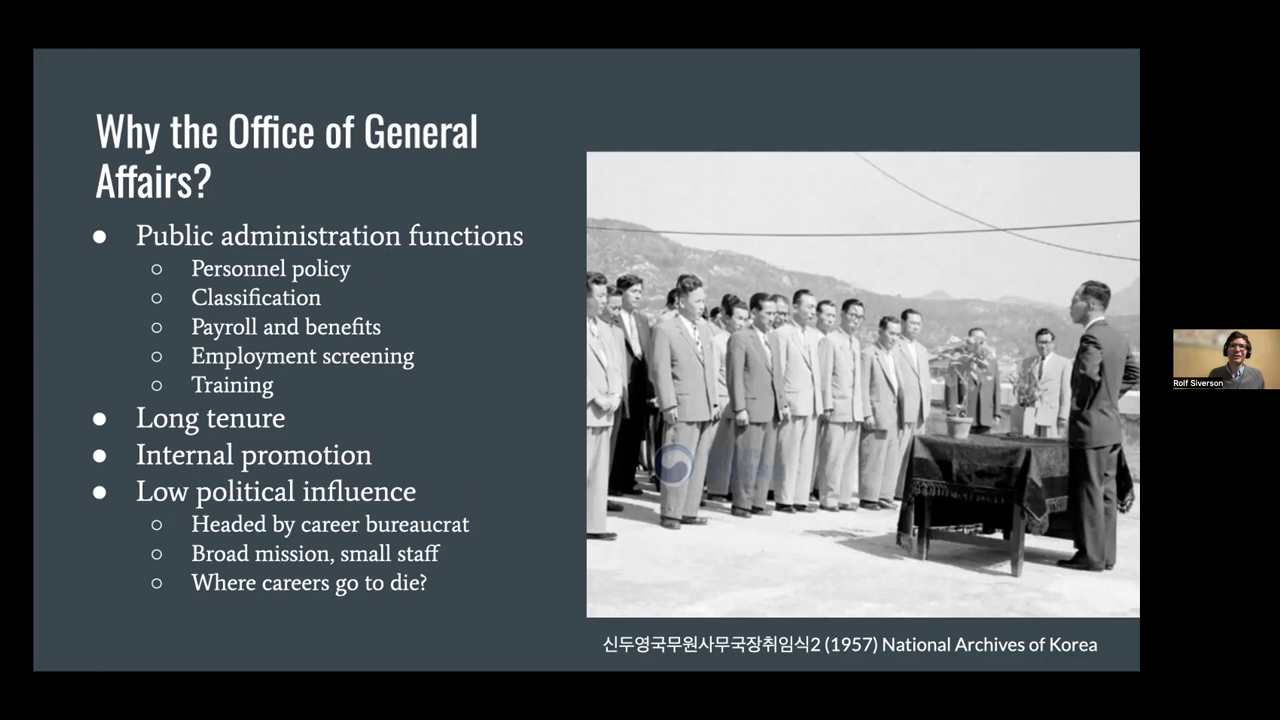 Why the Office of General
Affairs?
● Public administration functions
○ Personnel policy
○ Classification
○ Payroll and benefits
○ Employment screening
○ Training
● Long tenure
● Internal promotion
● Low political influence
○ Headed by career bureaucrat
○ Broad mission, small staff
○ Where careers go to die?
신두영국무원사무국장취임식2 (1957) National Archives of Korea
Rolf Siverson